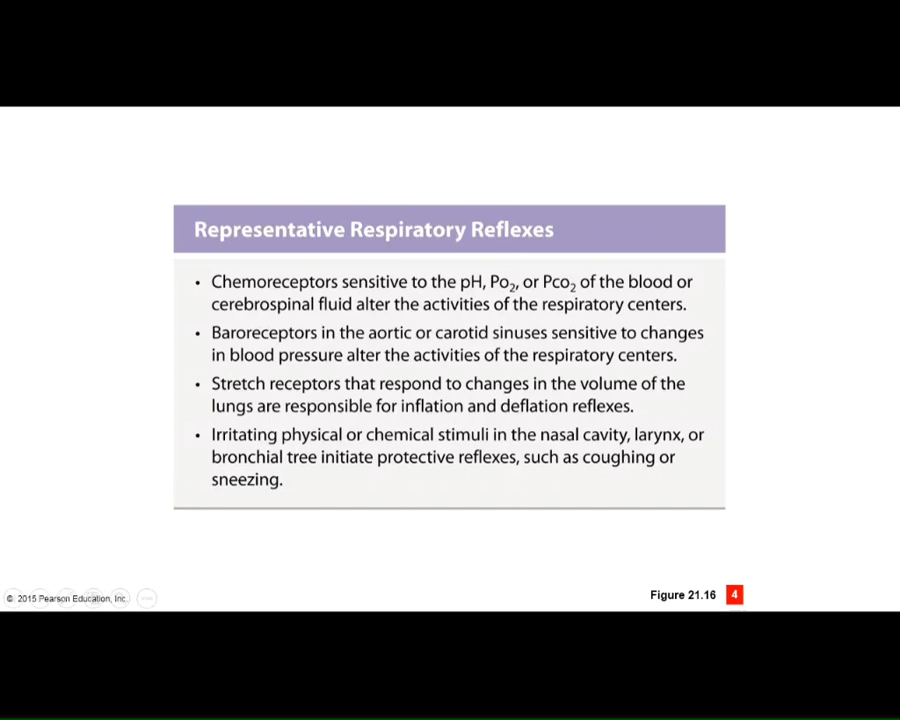 Representative Respiratory Reflexes
• Chemoreceptors sensitive to the pH, Po₂, or Pco₂ of the blood or
cerebrospinal fluid alter the activities of the respiratory centers.
• Baroreceptors in the aortic or carotid sinuses sensitive to changes
in blood pressure alter the activities of the respiratory centers.
• Stretch receptors that respond to changes in the volume of the
lungs are responsible for inflation and deflation reflexes.
• Irritating physical or chemical stimuli in the nasal cavity, larynx, or
bronchial tree initiate protective reflexes, such as coughing or
sneezing.
© 2015 Pearson Education, Inc.
Figure 21.16 4